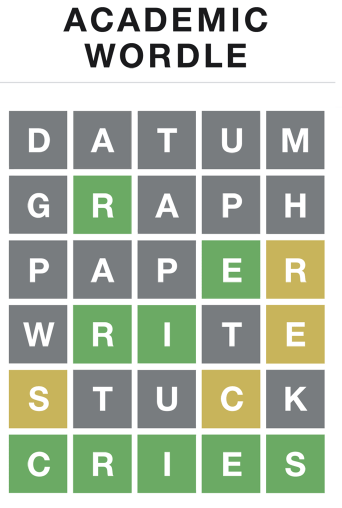 ACADEMIC
WORDLE
DATUM
GRAPH
PAPER
WRITE
STUCK
CRIES